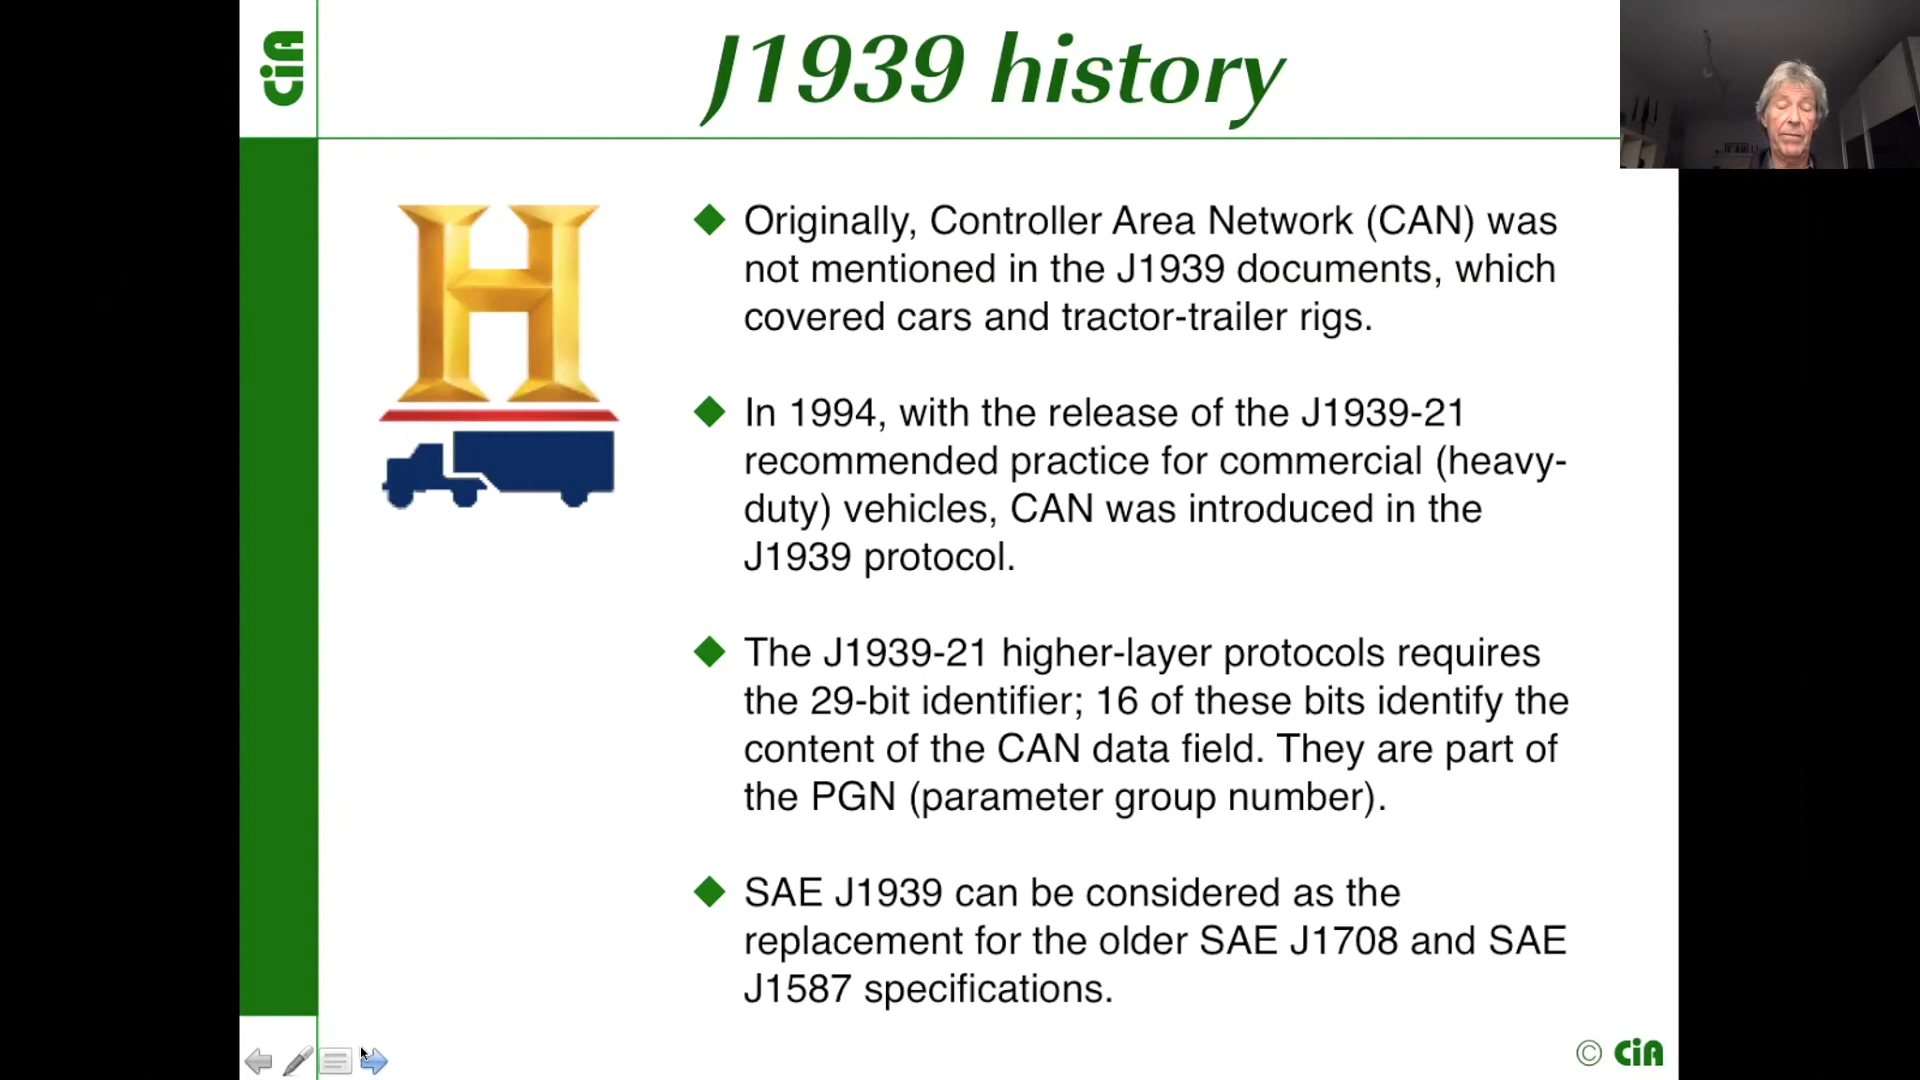 CiA
J1939 history
H
Originally, Controller Area Network (CAN) was
not mentioned in the J1939 documents, which
covered cars and tractor-trailer rigs.
In 1994, with the release of the J1939-21
recommended practice for commercial (heavy-
duty) vehicles, CAN was introduced in the
J1939 protocol.
The J1939-21 higher-layer protocols requires
the 29-bit identifier; 16 of these bits identify the
content of the CAN data field. They are part of
the PGN (parameter group number).
SAE J1939 can be considered as the
replacement for the older SAE J1708 and SAE
J1587 specifications.
© CiA